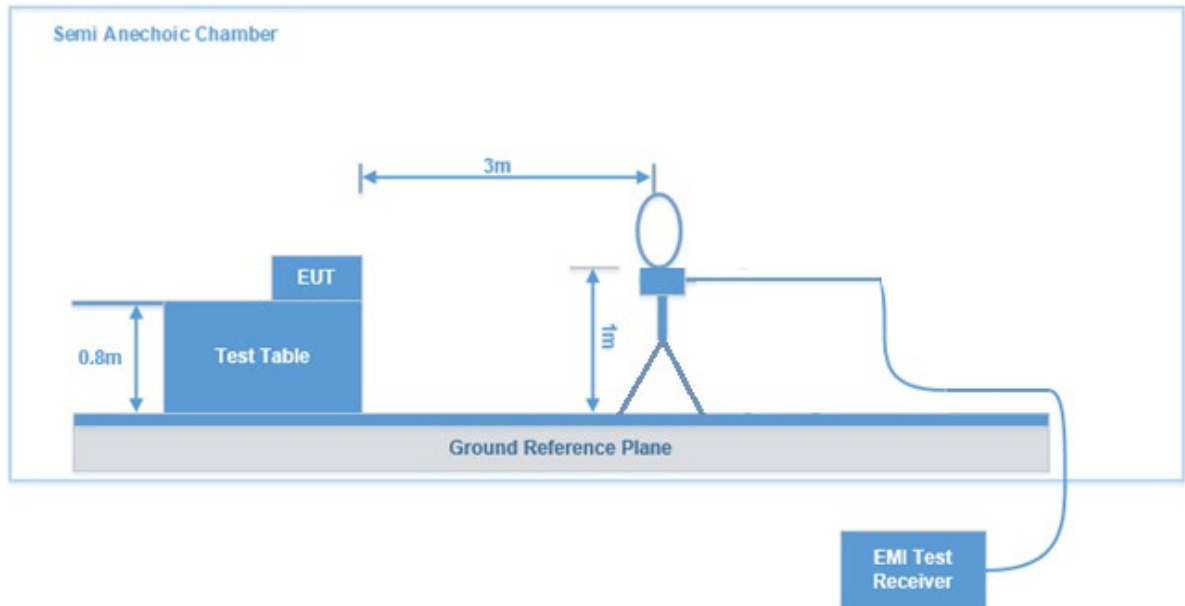 Semi Anechoic Chamber
3m
EUT
1m
0.8m
Test Table
Ground Reference Plane
EMI Test
Receiver